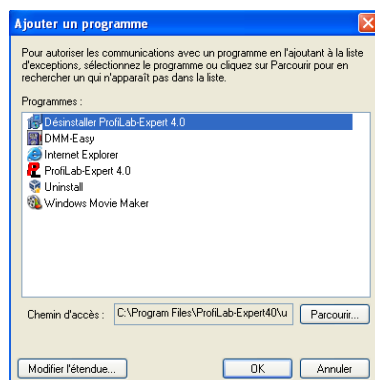 Ajouter un programme
Pour autoriser les communications avec un programme en l'ajoutant à la liste
d'exceptions, sélectionnez le programme ou cliquez sur Parcourir pour en
rechercher un qui n'apparaît pas dans la liste.
Programmes :
Désinstaller ProfiLab-Expert 4.0
DMM-Easy
Internet Explorer
ProfiLab-Expert 4.0
Uninstall
Windows Movie Maker
Chemin d'accès : C:\Program Files\ProfiLab-Expert40\u Parcourir...
Modifier l'étendue... OK Annuler